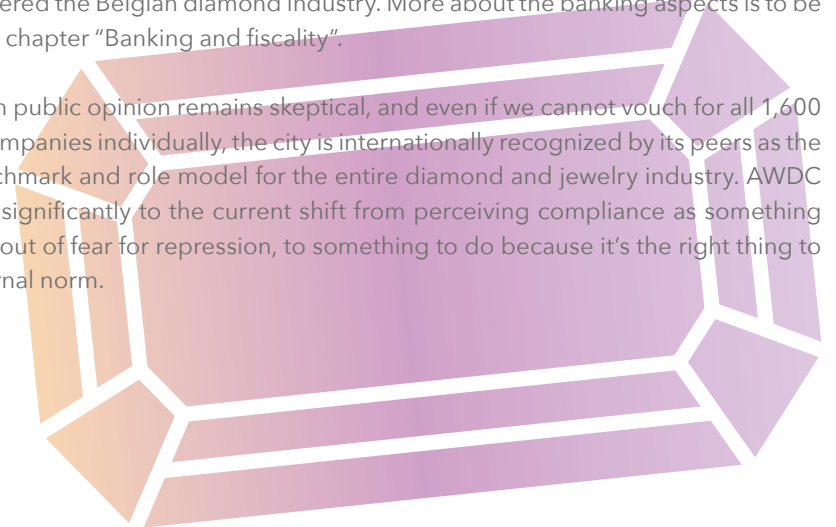 ered the Belgian diamond industry. More about the banking aspects is to be
chapter “Banking and fiscality”.
n public opinion remains skeptical, and even if we cannot vouch for all 1,600
mpanies individually, the city is internationally recognized by its peers as the
chmark and role model for the entire diamond and jewelry industry. AWDC
significantly to the current shift from perceiving compliance as something
out of fear for repression, to something to do because it’s the right thing to
rnal norm.